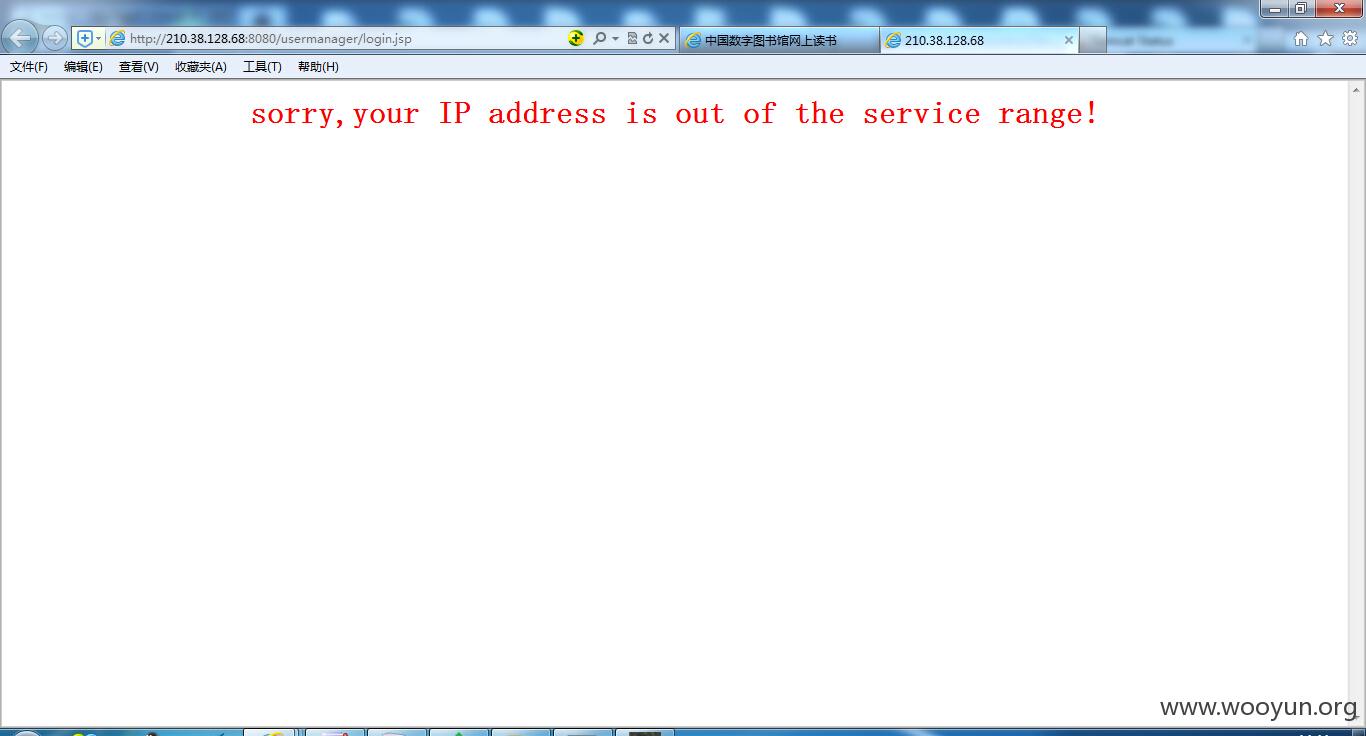 http://210.38.128.68:8080/usermanager/login.jsp
中国数字图书馆网上读书
210.38.128.68
文件(F) 编辑(E) 查看(V) 收藏夹(A) 工具(T) 帮助(H)
sorry,your IP address is out of the service range!
www.wooyun.org